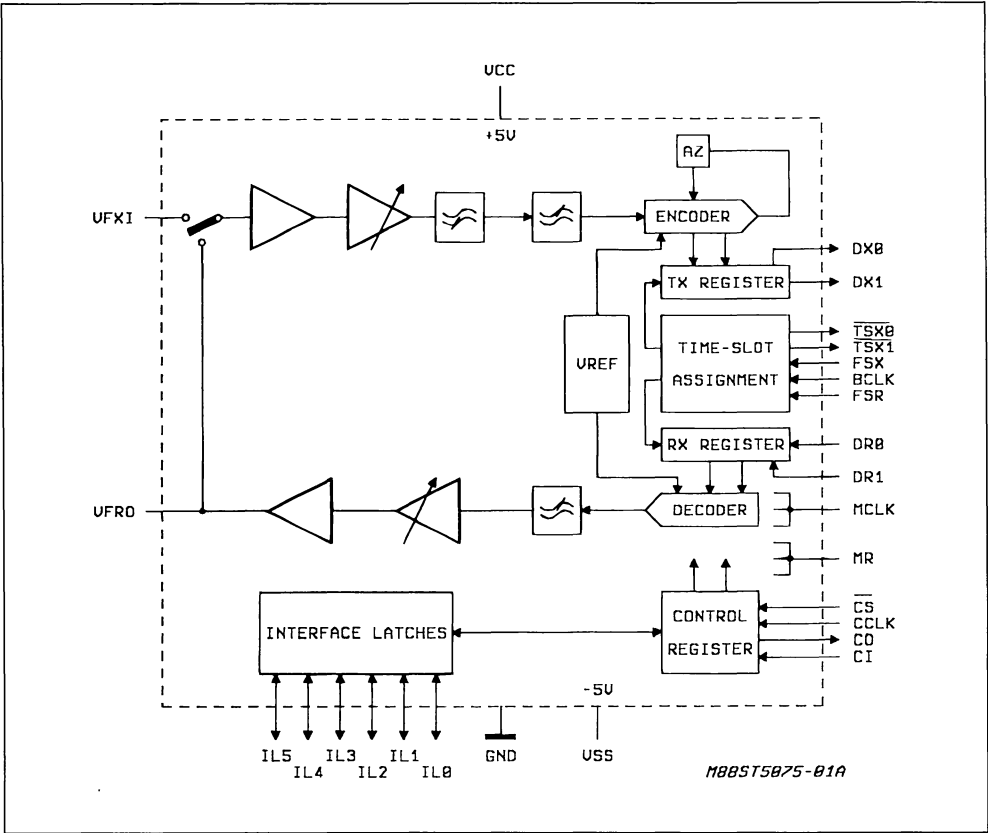 VCC
+5V
AZ
VFXI
ENCODER
DX0
TX REGISTER
DX1
TSX0
TIME-SLOT
TSX1
VREF
FSX
ASSIGNMENT
BCLK
FSR
RX REGISTER
DR0
DR1
VFRO
DECODER
MCLK
MR
CS
INTERFACE LATCHES
CONTROL
CCLK
CO
REGISTER
CI
-5V
IL5
IL4
IL3
IL2
IL1
IL0
GND
VSS
M88ST5075-01A